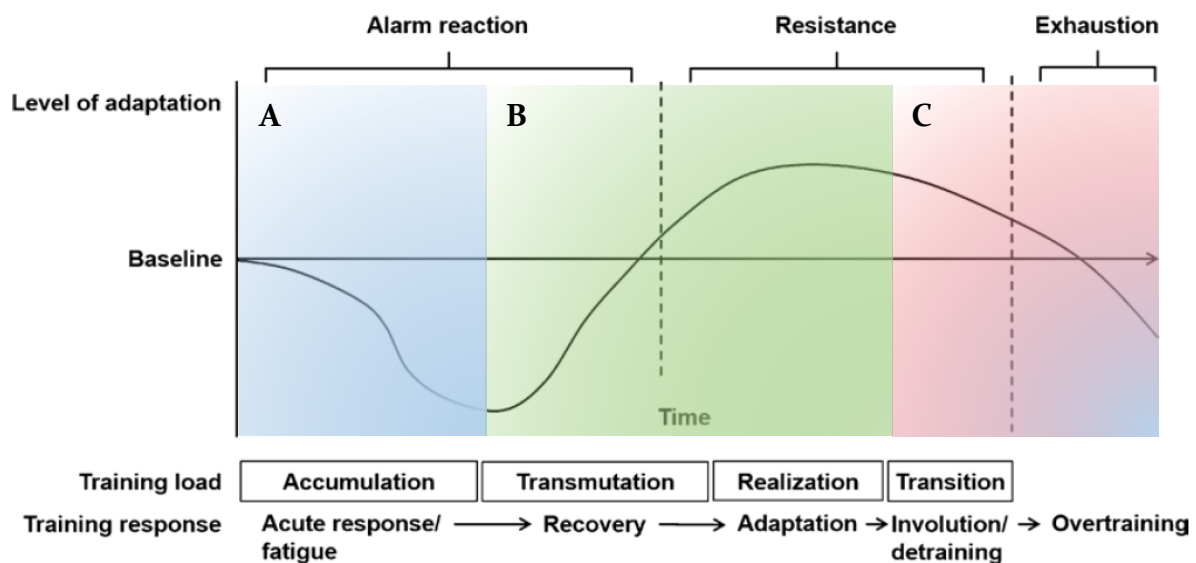 Alarm reaction
Resistance
Exhaustion
Level of adaptation
A
B
C
Baseline
Time
Training load
Accumulation
Transmutation
Realization
Transition
Training response
Acute response/
fatigue
Recovery
Adaptation
Involution/
detraining
Overtraining